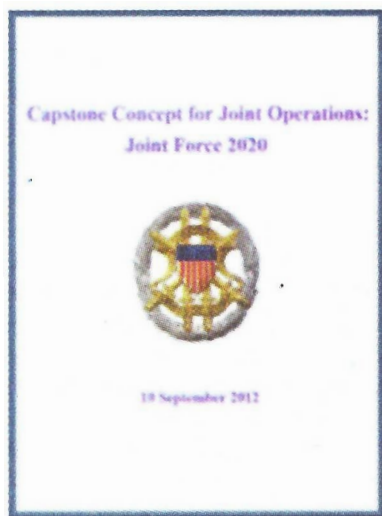 Capstone Concept for Joint Operations:
Joint Force 2020
10 September 2012